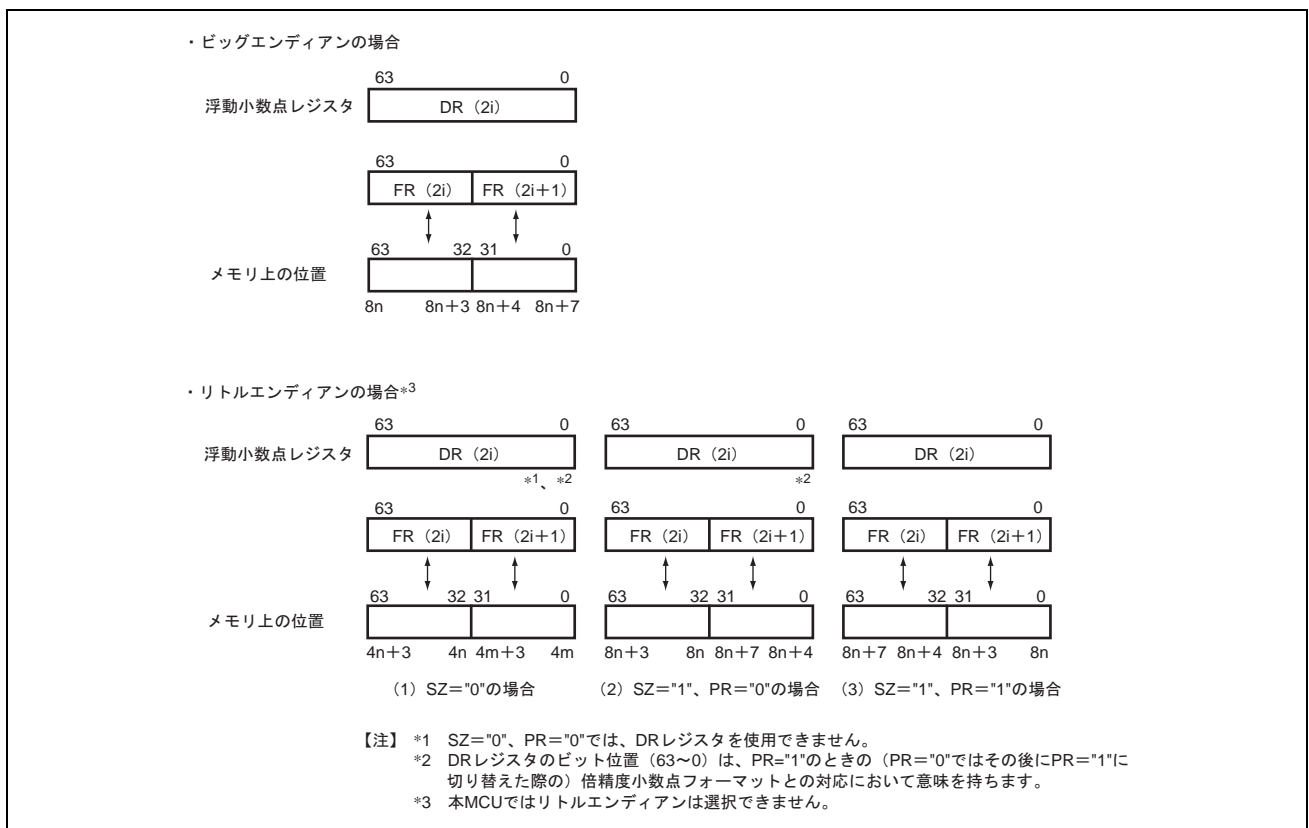 ・ビッグエンディアンの場合
63 0
浮動小数点レジスタ DR（2i）
63 0
FR（2i） FR（2i＋1）
63 32 31 0
メモリ上の位置
8n 8n＋3 8n＋4 8n＋7
・リトルエンディアンの場合*3
63 0 63 0 63 0
浮動小数点レジスタ DR（2i） DR（2i） DR（2i）
*1、*2 *2
63 0 63 0 63 0
FR（2i） FR（2i＋1） FR（2i） FR（2i＋1） FR（2i） FR（2i＋1）
63 32 31 0 63 32 31 0 63 32 31 0
メモリ上の位置
4n＋3 4n 4m＋3 4m 8n＋3 8n 8n＋7 8n＋4 8n＋7 8n＋4 8n＋3 8n
（1）SZ＝"0"の場合 （2）SZ＝"1"、PR＝"0"の場合 （3）SZ＝"1"、PR＝"1"の場合
【注】 *1 SZ＝"0"、PR＝"0"では、DRレジスタを使用できません。
*2 DRレジスタのビット位置（63～0）は、PR="1"のときの（PR＝"0"ではその後にPR＝"1"に
切り替えた際の）倍精度小数点フォーマットとの対応において意味を持ちます。
*3 本MCUではリトルエンディアンは選択できません。